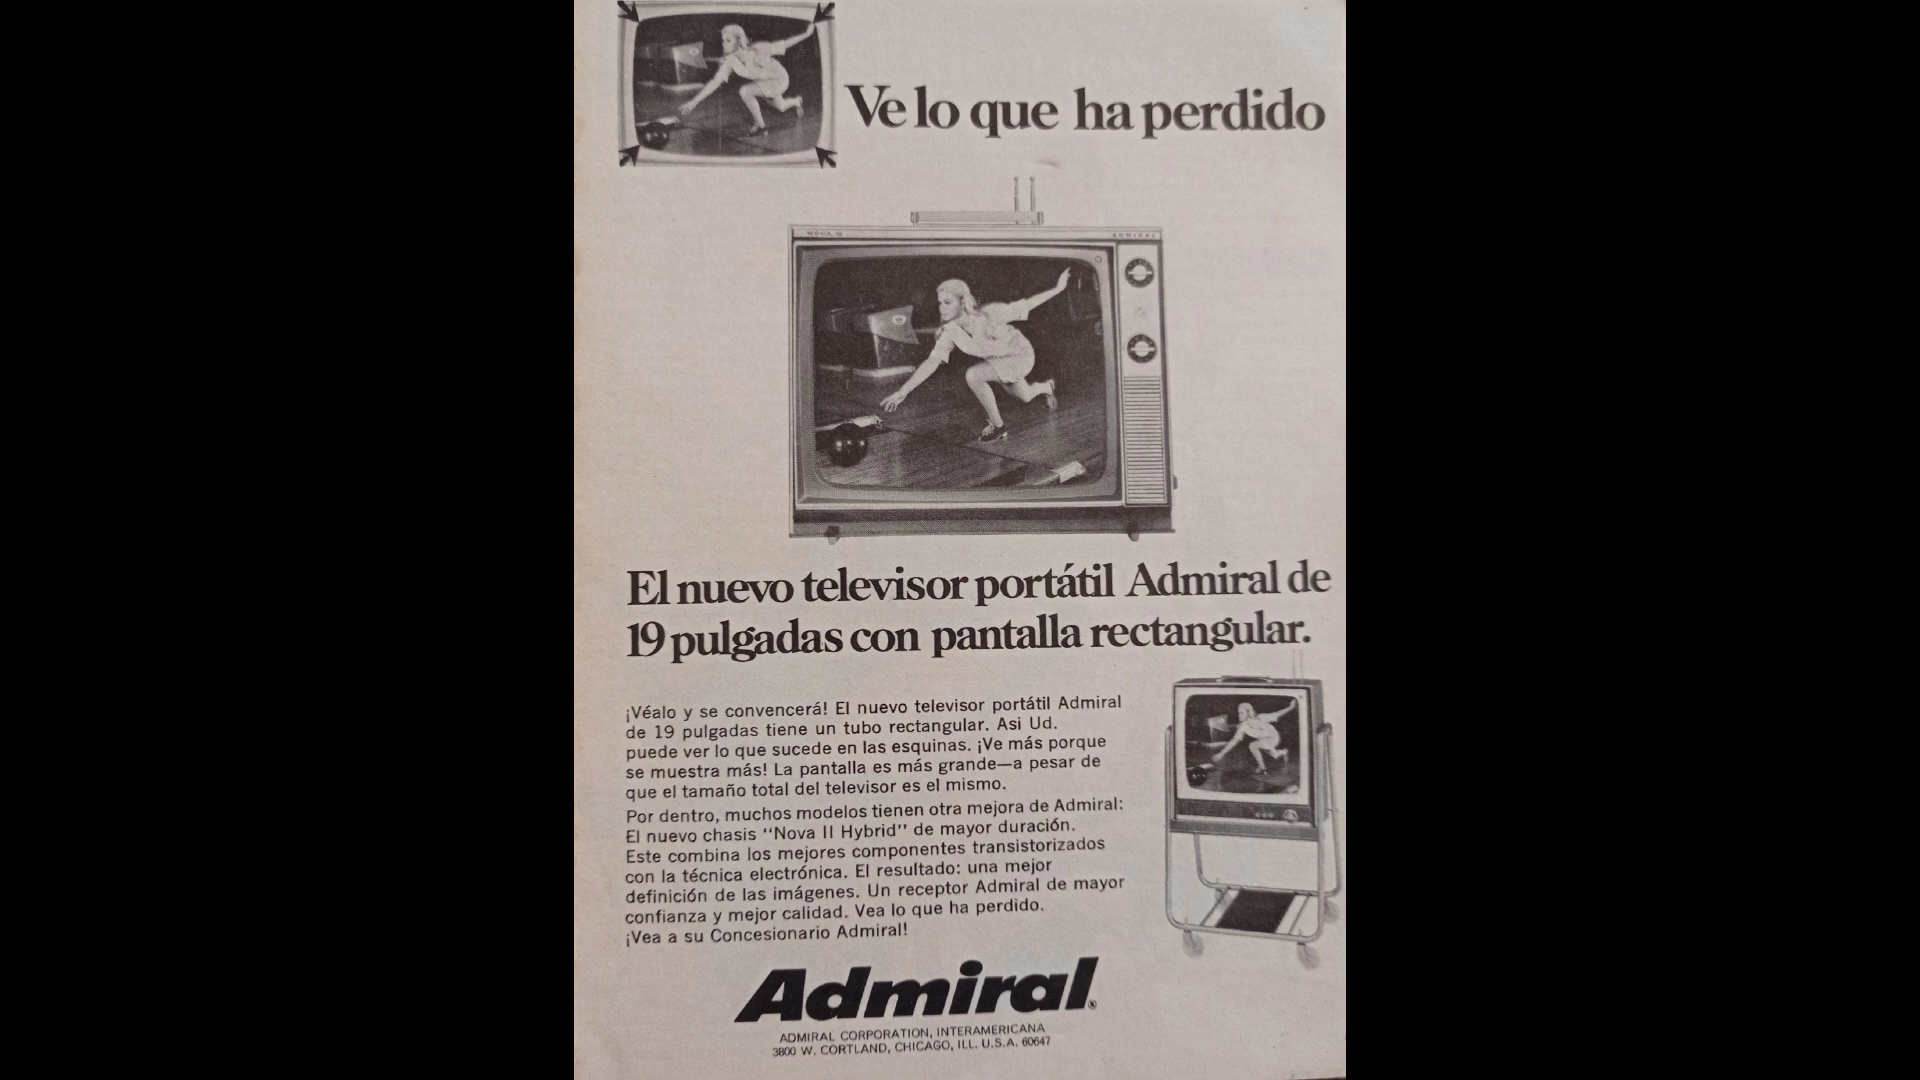 Ve lo que ha perdido
NOVA
ADMIRAL
El nuevo televisor portátil Admiral de
19 pulgadas con pantalla rectangular.
¡Véalo y se convencerá! El nuevo televisor portátil Admiral
de 19 pulgadas tiene un tubo rectangular. Asi Ud.
puede ver lo que sucede en las esquinas. ¡Ve más porque
se muestra más! La pantalla es más grande—a pesar de
que el tamaño total del televisor es el mismo.
Por dentro, muchos modelos tienen otra mejora de Admiral:
El nuevo chasis "Nova II Hybrid" de mayor duración.
Este combina los mejores componentes transistorizados
con la técnica electrónica. El resultado: una mejor
definición de las imágenes. Un receptor Admiral de mayor
confianza y mejor calidad. Vea lo que ha perdido.
¡Vea a su Concesionario Admiral!
Admiral®
ADMIRAL CORPORATION, INTERAMERICANA
3800 W. CORTLAND, CHICAGO, ILL. U.S.A. 60647